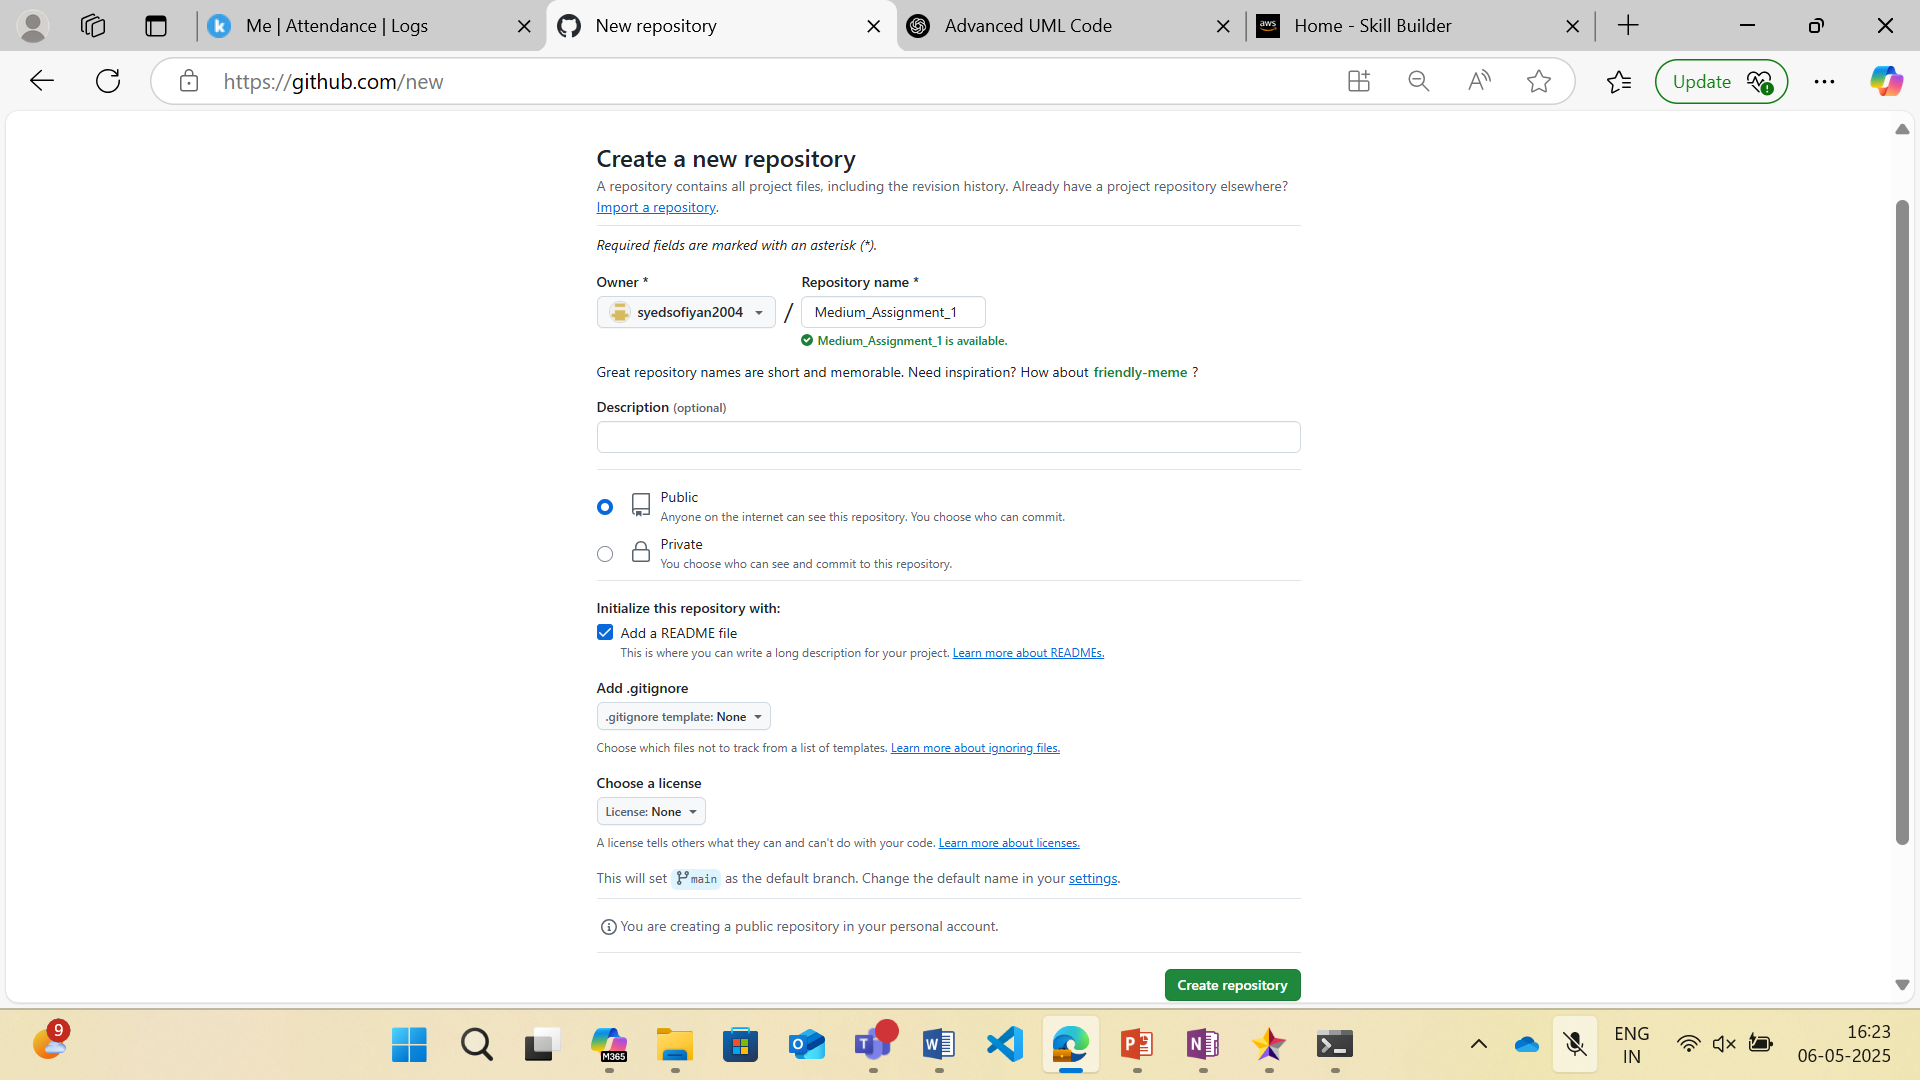 Me | Attendance | Logs
New repository
Advanced UML Code
aws
Home - Skill Builder
https://github.com/new
Update
Create a new repository
A repository contains all project files, including the revision history. Already have a project repository elsewhere?
Import a repository.
Required fields are marked with an asterisk (*).
Owner *
Repository name *
syedsofiyan2004
/
Medium_Assignment_1
Medium_Assignment_1 is available.
Great repository names are short and memorable. Need inspiration? How about friendly-meme ?
Description (optional)
Public
Anyone on the internet can see this repository. You choose who can commit.
Private
You choose who can see and commit to this repository.
Initialize this repository with:
Add a README file
This is where you can write a long description for your project. Learn more about READMEs.
Add .gitignore
.gitignore template: None
Choose which files not to track from a list of templates. Learn more about ignoring files.
Choose a license
License: None
A license tells others what they can and can't do with your code. Learn more about licenses.
This will set main as the default branch. Change the default name in your settings.
You are creating a public repository in your personal account.
Create repository
9
M365
ENG
IN
16:23
06-05-2025